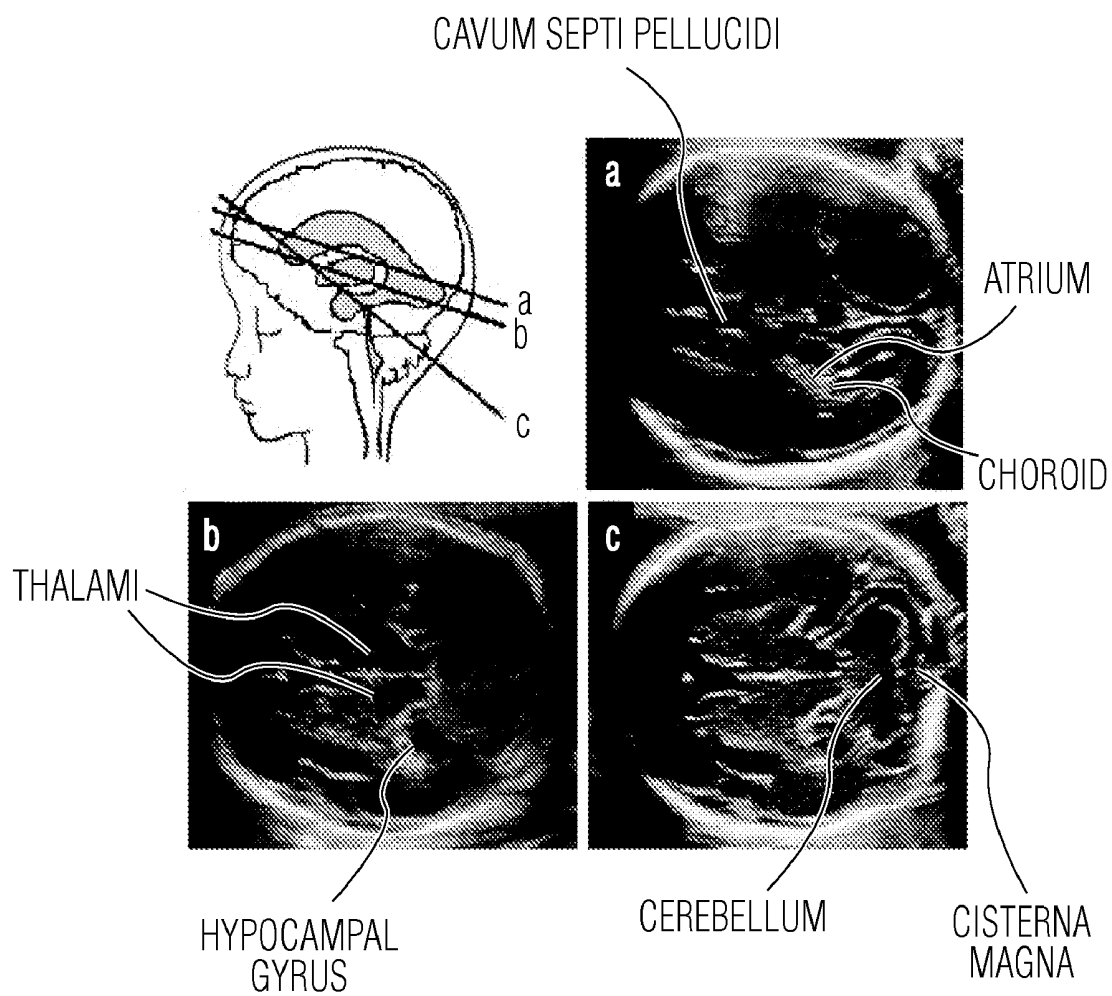 CAVUM SEPTI PELLUCIDI
a
ATRIUM
a
b
c
CHOROID
b
c
THALAMI
HYPOCAMPAL
GYRUS
CEREBELLUM
CISTERNA
MAGNA